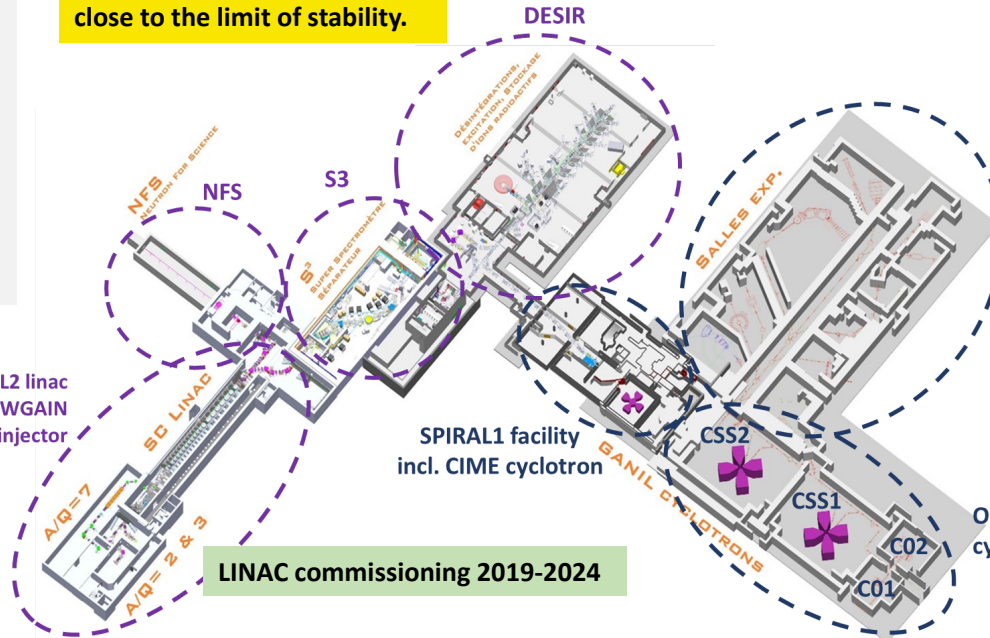 close to the limit of stability.
DESIR
DÉSINTÉGRATIONS,
EXCITATION, STOCKAGE
D'IONS RADIOACTIFS
NFS
NEUTRON FOR SCIENCE
NFS
S3
S³
SUPER SPECTROMÈTRE
SÉPARATEUR
SALLES EXP.
L2 linac
WGAIN
injector
SC LINAC
SPIRAL1 facility
incl. CIME cyclotron
GANIL CYCLOTRONS
CSS2
CSS1
C02
C01
O
cy
A/Q = 7
A/Q = 2 & 3
LINAC commissioning 2019-2024